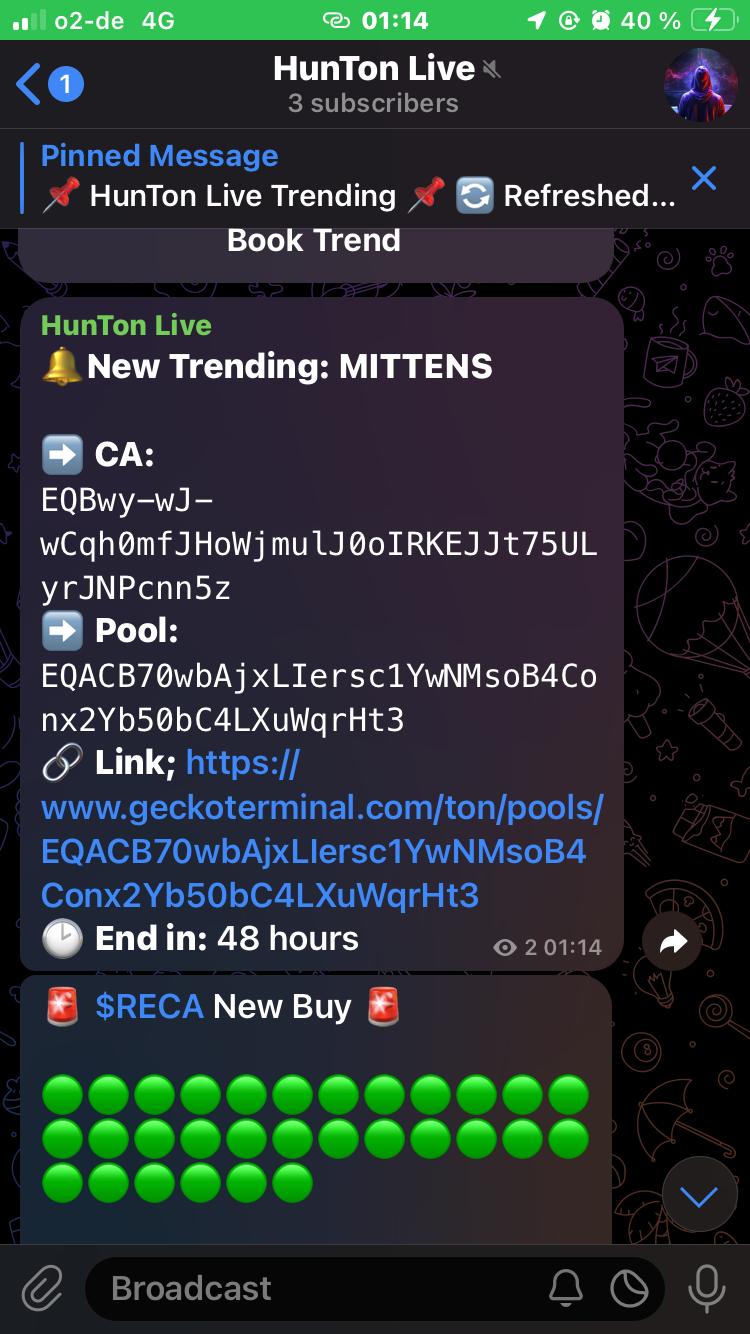 o2-de 4G 01:14 40 %
1
HunTon Live
3 subscribers
Pinned Message
📌 HunTon Live Trending 📌 🔄 Refreshed...
Book Trend
HunTon Live
🔔New Trending: MITTENS
➡️ CA:
EQBwy-wJ-
wCqh0mfJHoWjmulJ0oIRKEJJt75UL
yrJNPcnn5z
➡️ Pool:
EQACB70wbAjxLIersc1YwNMsoB4Co
nx2Yb50bC4LXuWqrHt3
🔗 Link; https://
www.geckoterminal.com/ton/pools/
EQACB70wbAjxLIersc1YwNMsoB4
Conx2Yb50bC4LXuWqrHt3
🕑 End in: 48 hours
2 01:14
🚨 $RECA New Buy 🚨
Broadcast